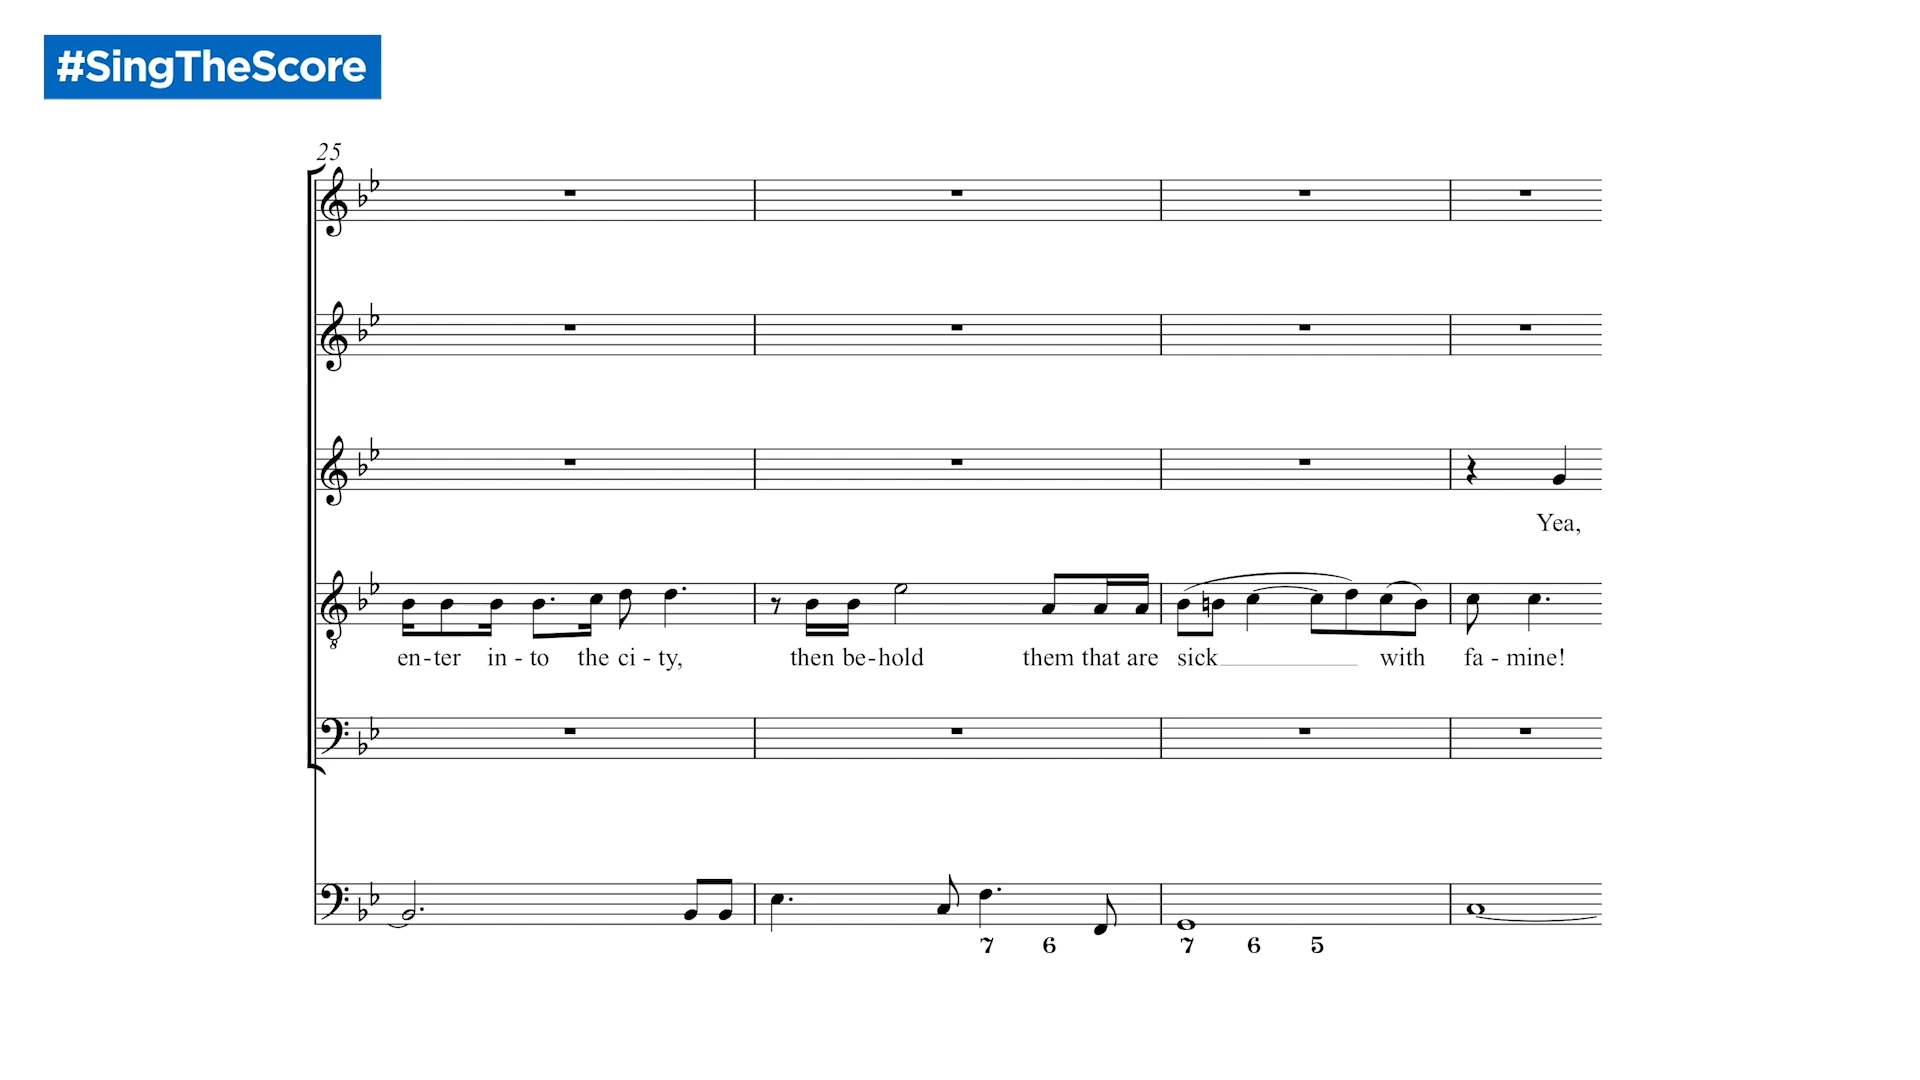 #SingTheScore
25
Yea,
en-ter in - to the ci - ty, then be-hold them that are sick with fa - mine!
7 6 7 6 5